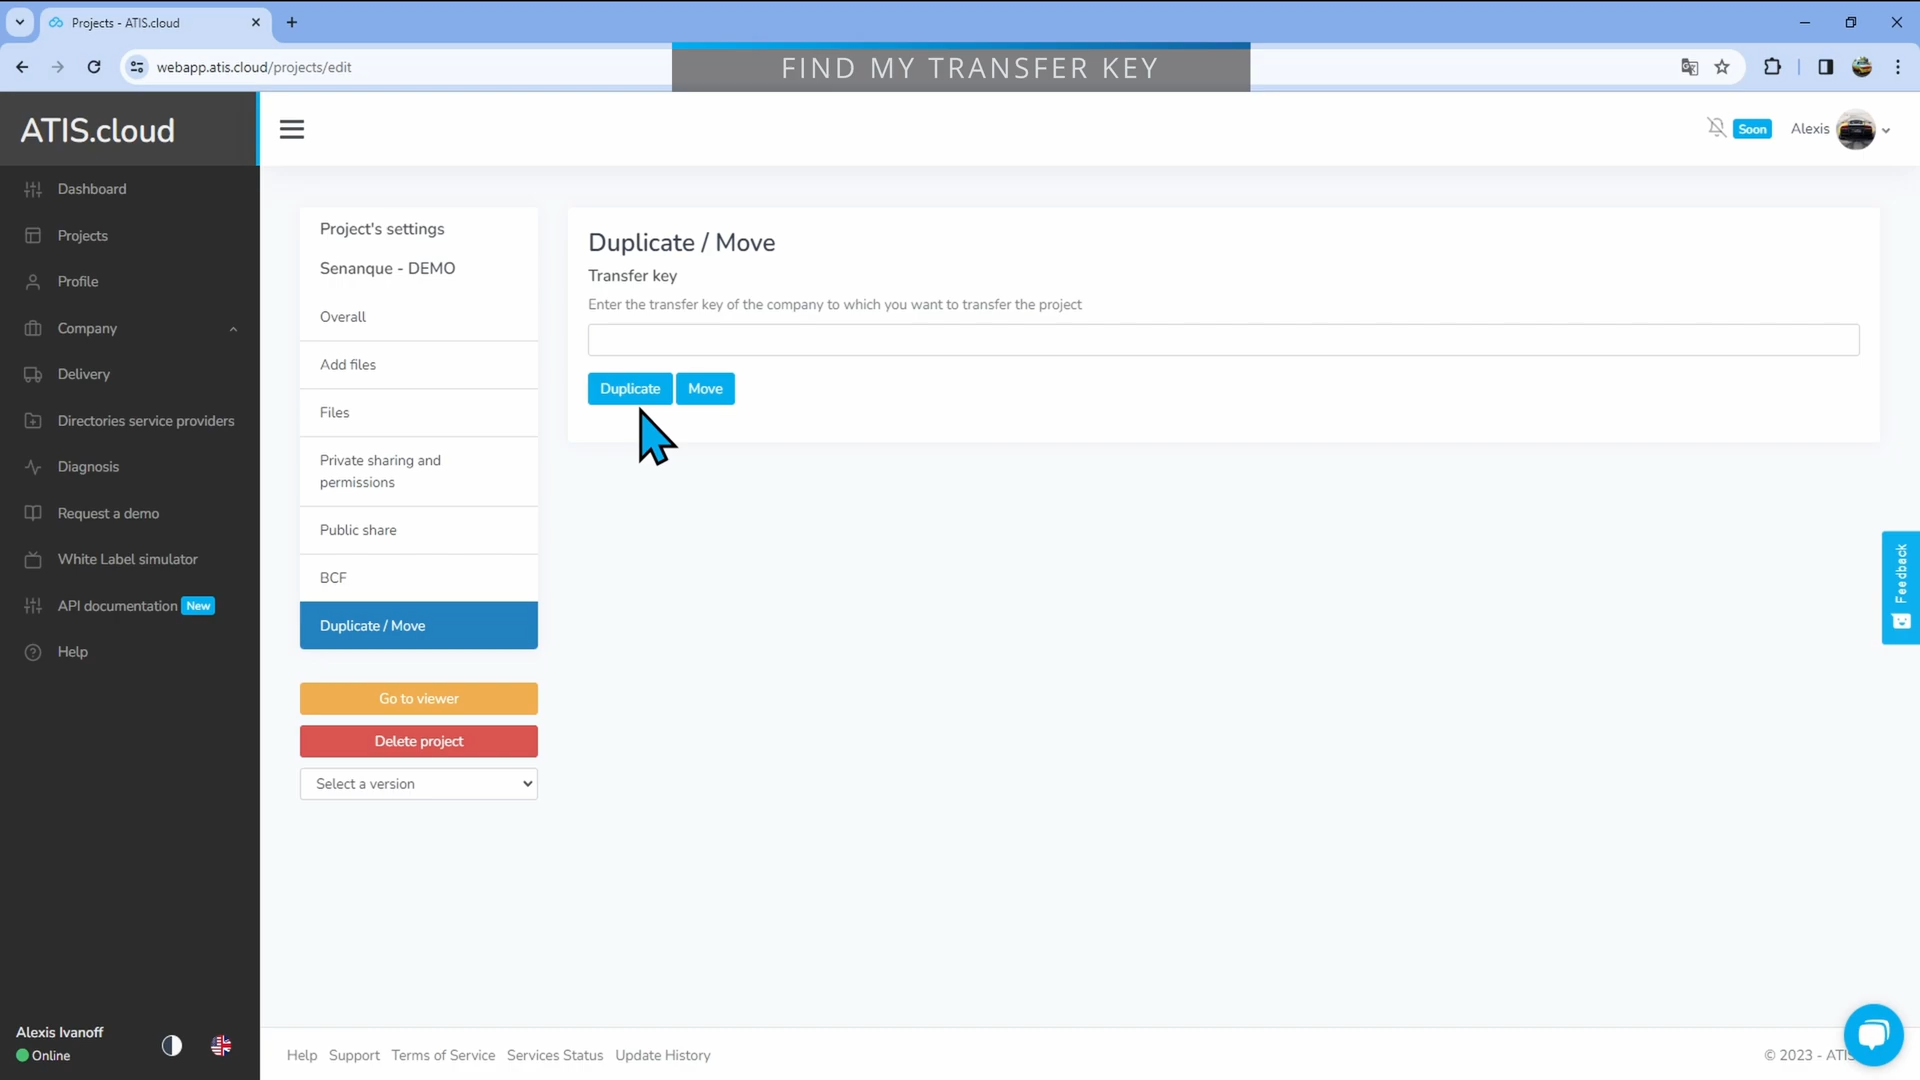 Projects - ATIS.cloud
webapp.atis.cloud/projects/edit
FIND MY TRANSFER KEY
ATIS.cloud
Soon
Alexis
Dashboard
Projects
Profile
Company
Delivery
Directories service providers
Diagnosis
Request a demo
White Label simulator
API documentation New
Help
Project's settings
Senanque - DEMO
Overall
Add files
Files
Private sharing and
permissions
Public share
BCF
Duplicate / Move
Go to viewer
Delete project
Select a version
Duplicate / Move
Transfer key
Enter the transfer key of the company to which you want to transfer the project
Duplicate Move
Feedback
Alexis Ivanoff
Online
Help Support Terms of Service Services Status Update History
© 2023 - ATIS